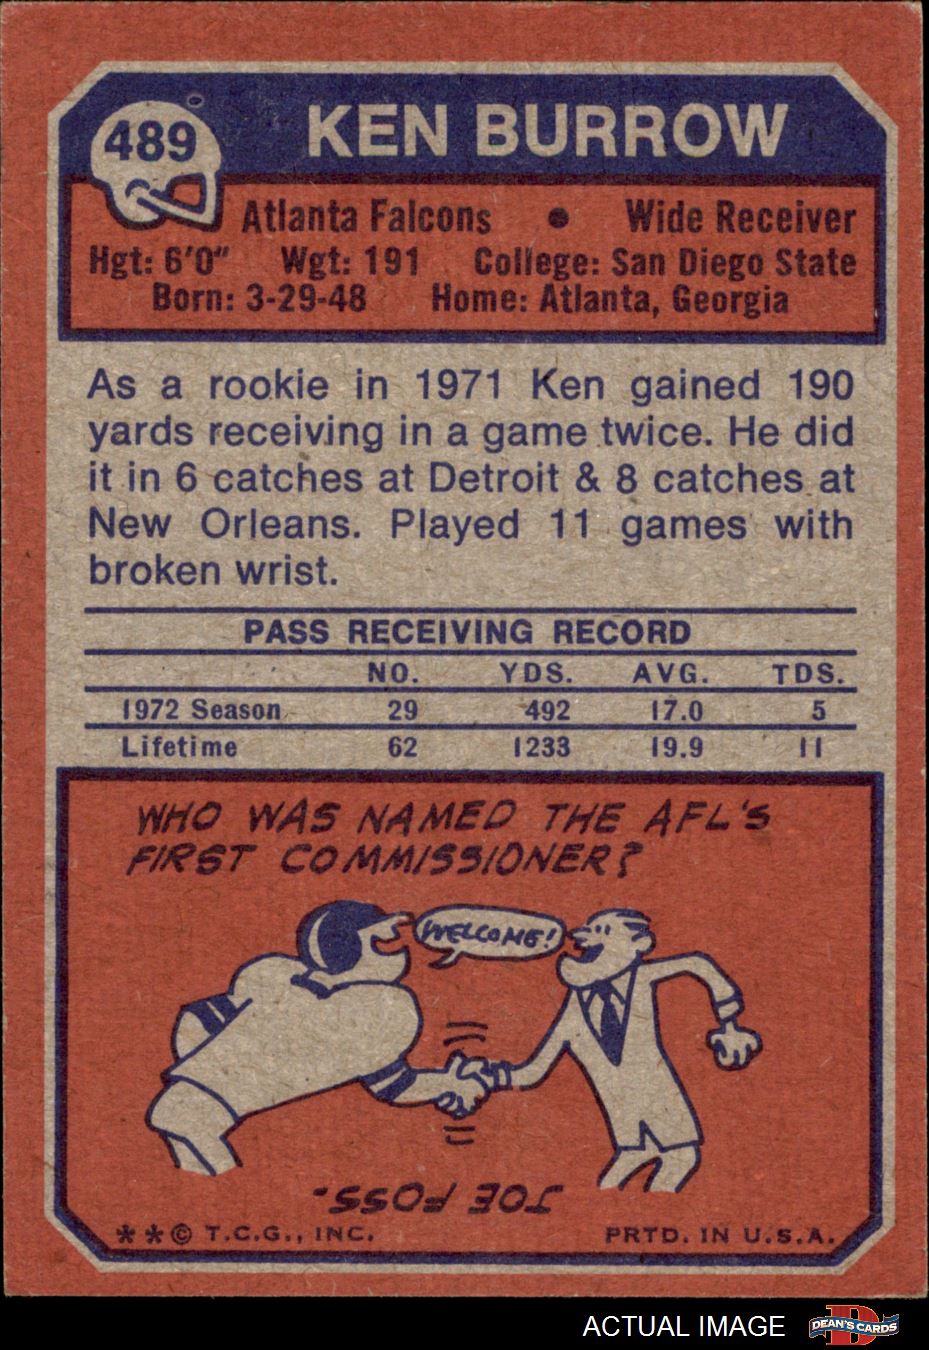 489
KEN BURROW
Atlanta Falcons • Wide Receiver
Hgt: 6'0" Wgt: 191 College: San Diego State
Born: 3-29-48 Home: Atlanta, Georgia
As a rookie in 1971 Ken gained 190
yards receiving in a game twice. He did
it in 6 catches at Detroit & 8 catches at
New Orleans. Played 11 games with
broken wrist.
PASS RECEIVING RECORD
NO. YDS. AVG. TDS.
1972 Season 29 492 17.0 5
Lifetime 62 1233 19.9 11
WHO WAS NAMED THE AFL'S
FIRST COMMISSIONER?
WELCOME!
JOE FOSS.
** © T.C.G., INC. PRTD. IN U.S.A.
ACTUAL IMAGE
D
DEAN'S CARDS